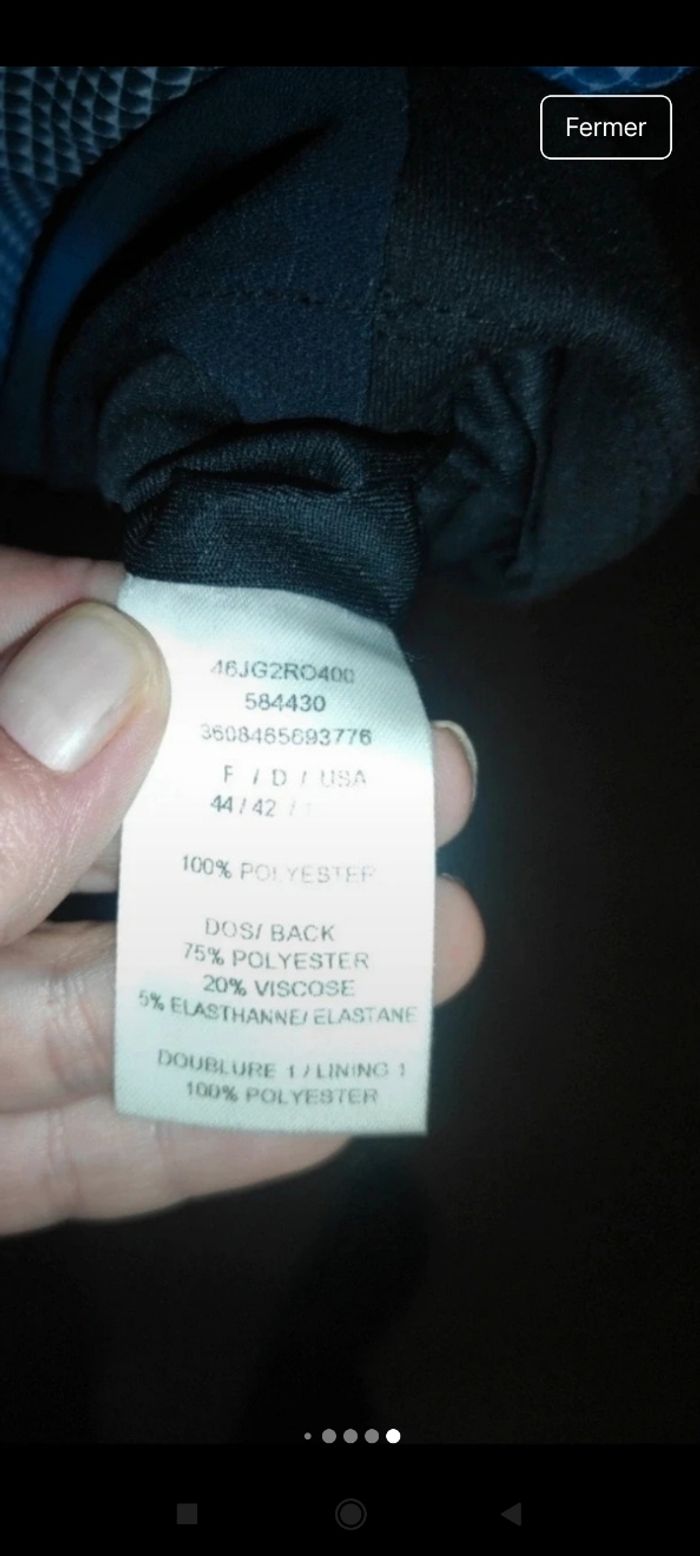 Fermer
46JG2RO400
584430
3608465693776
F / D / USA
44 / 42 /
100% POLYESTER
DOS/ BACK
75% POLYESTER
20% VISCOSE
5% ELASTHANNE/ ELASTANE
DOUBLURE 1 / LINING 1
100% POLYESTER